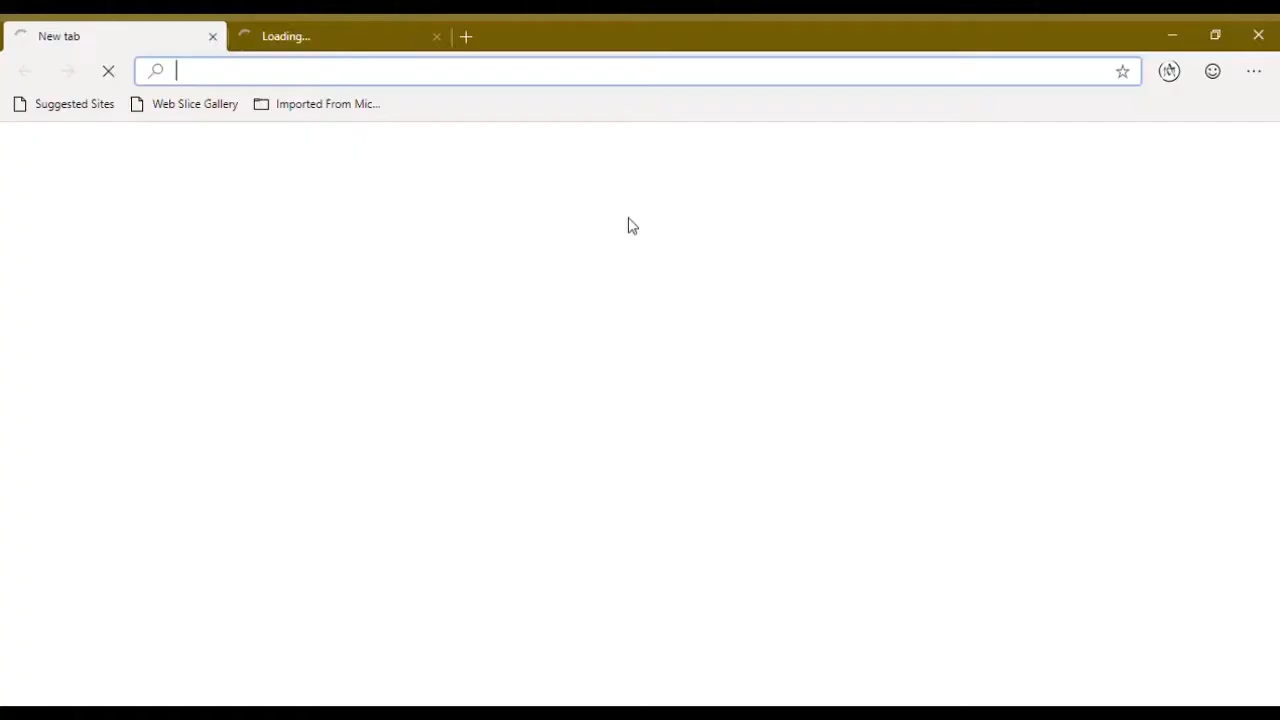 New tab
Loading...
Suggested Sites
Web Slice Gallery
Imported From Mic...